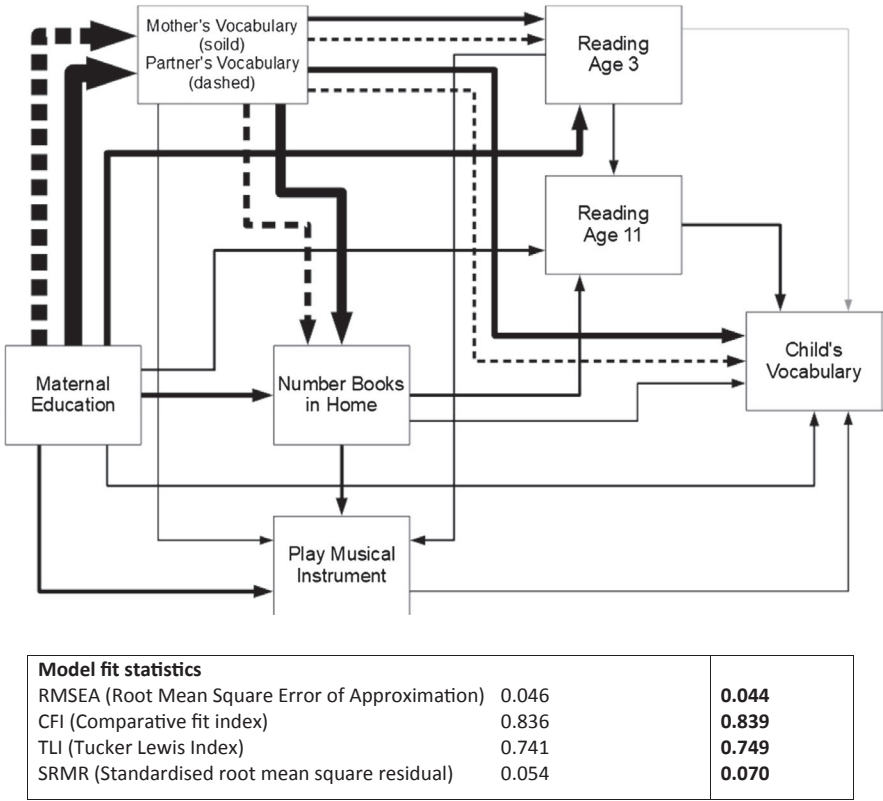 Mother's Vocabulary
(soild)
Partner's Vocabulary
(dashed)
Reading
Age 3
Reading
Age 11
Child's
Vocabulary
Maternal
Education
Number Books
in Home
Play Musical
Instrument
Model fit statistics
RMSEA (Root Mean Square Error of Approximation) 0.046 0.044
CFI (Comparative fit index) 0.836 0.839
TLI (Tucker Lewis Index) 0.741 0.749
SRMR (Standardised root mean square residual) 0.054 0.070